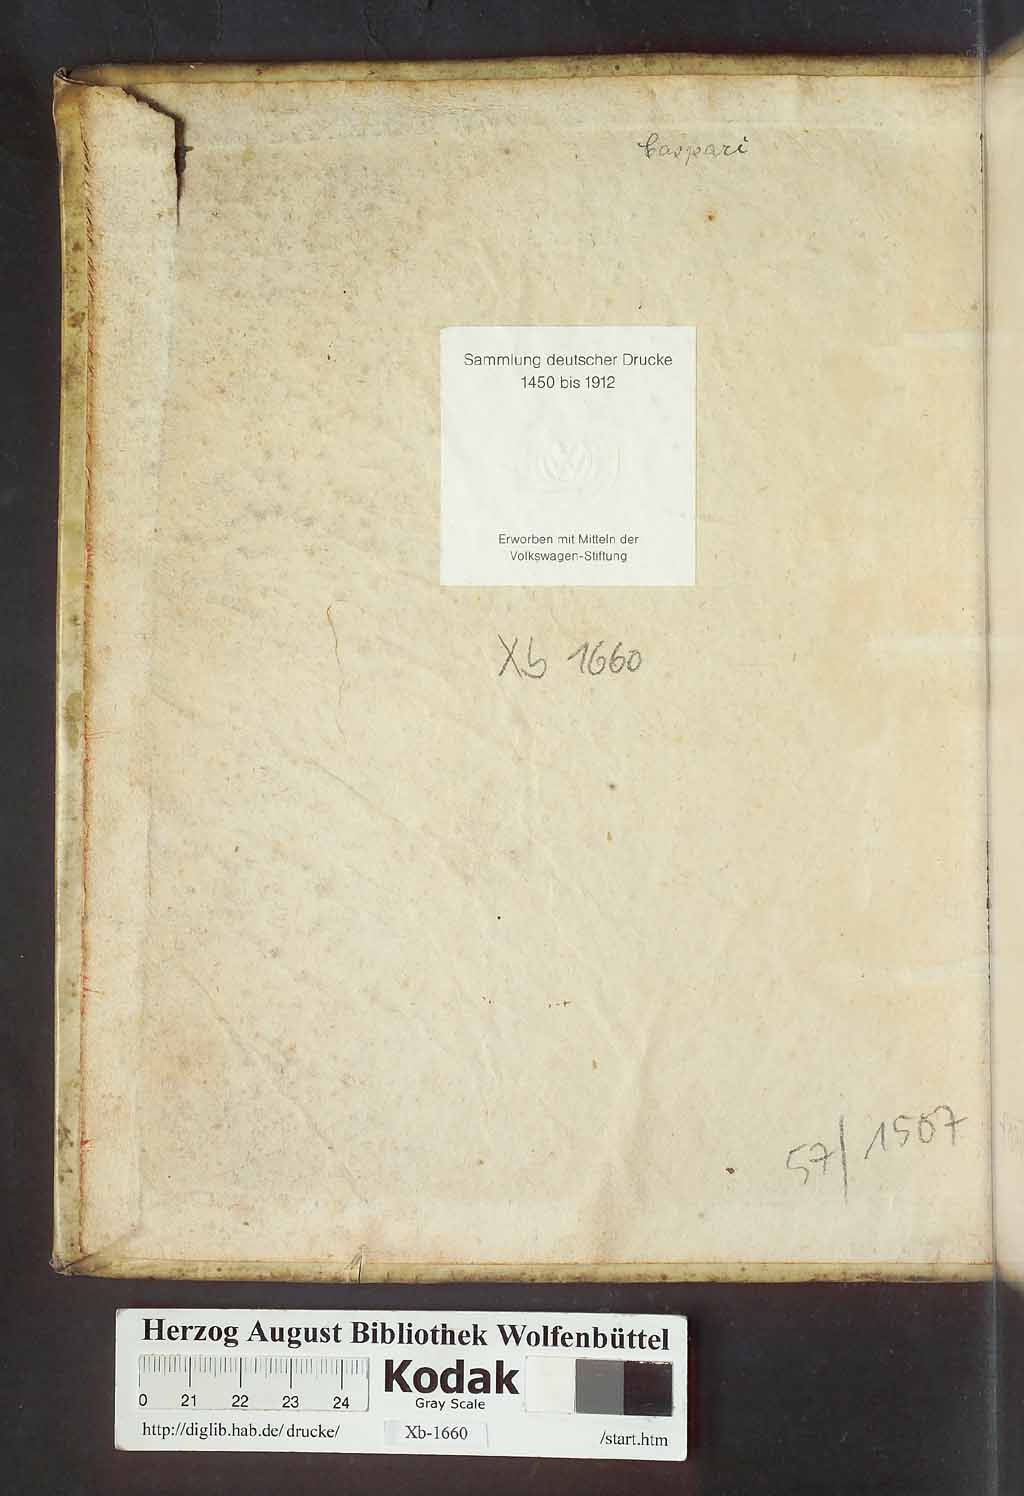 Caspari
Sammlung deutscher Drucke
1450 bis 1912
Erworben mit Mitteln der
Volkswagen-Stiftung
Xb 1660
57/1507
Herzog August Bibliothek Wolfenbüttel
0 21 22 23 24
Kodak
Gray Scale
http://diglib.hab.de/drucke/ Xb-1660 /start.htm